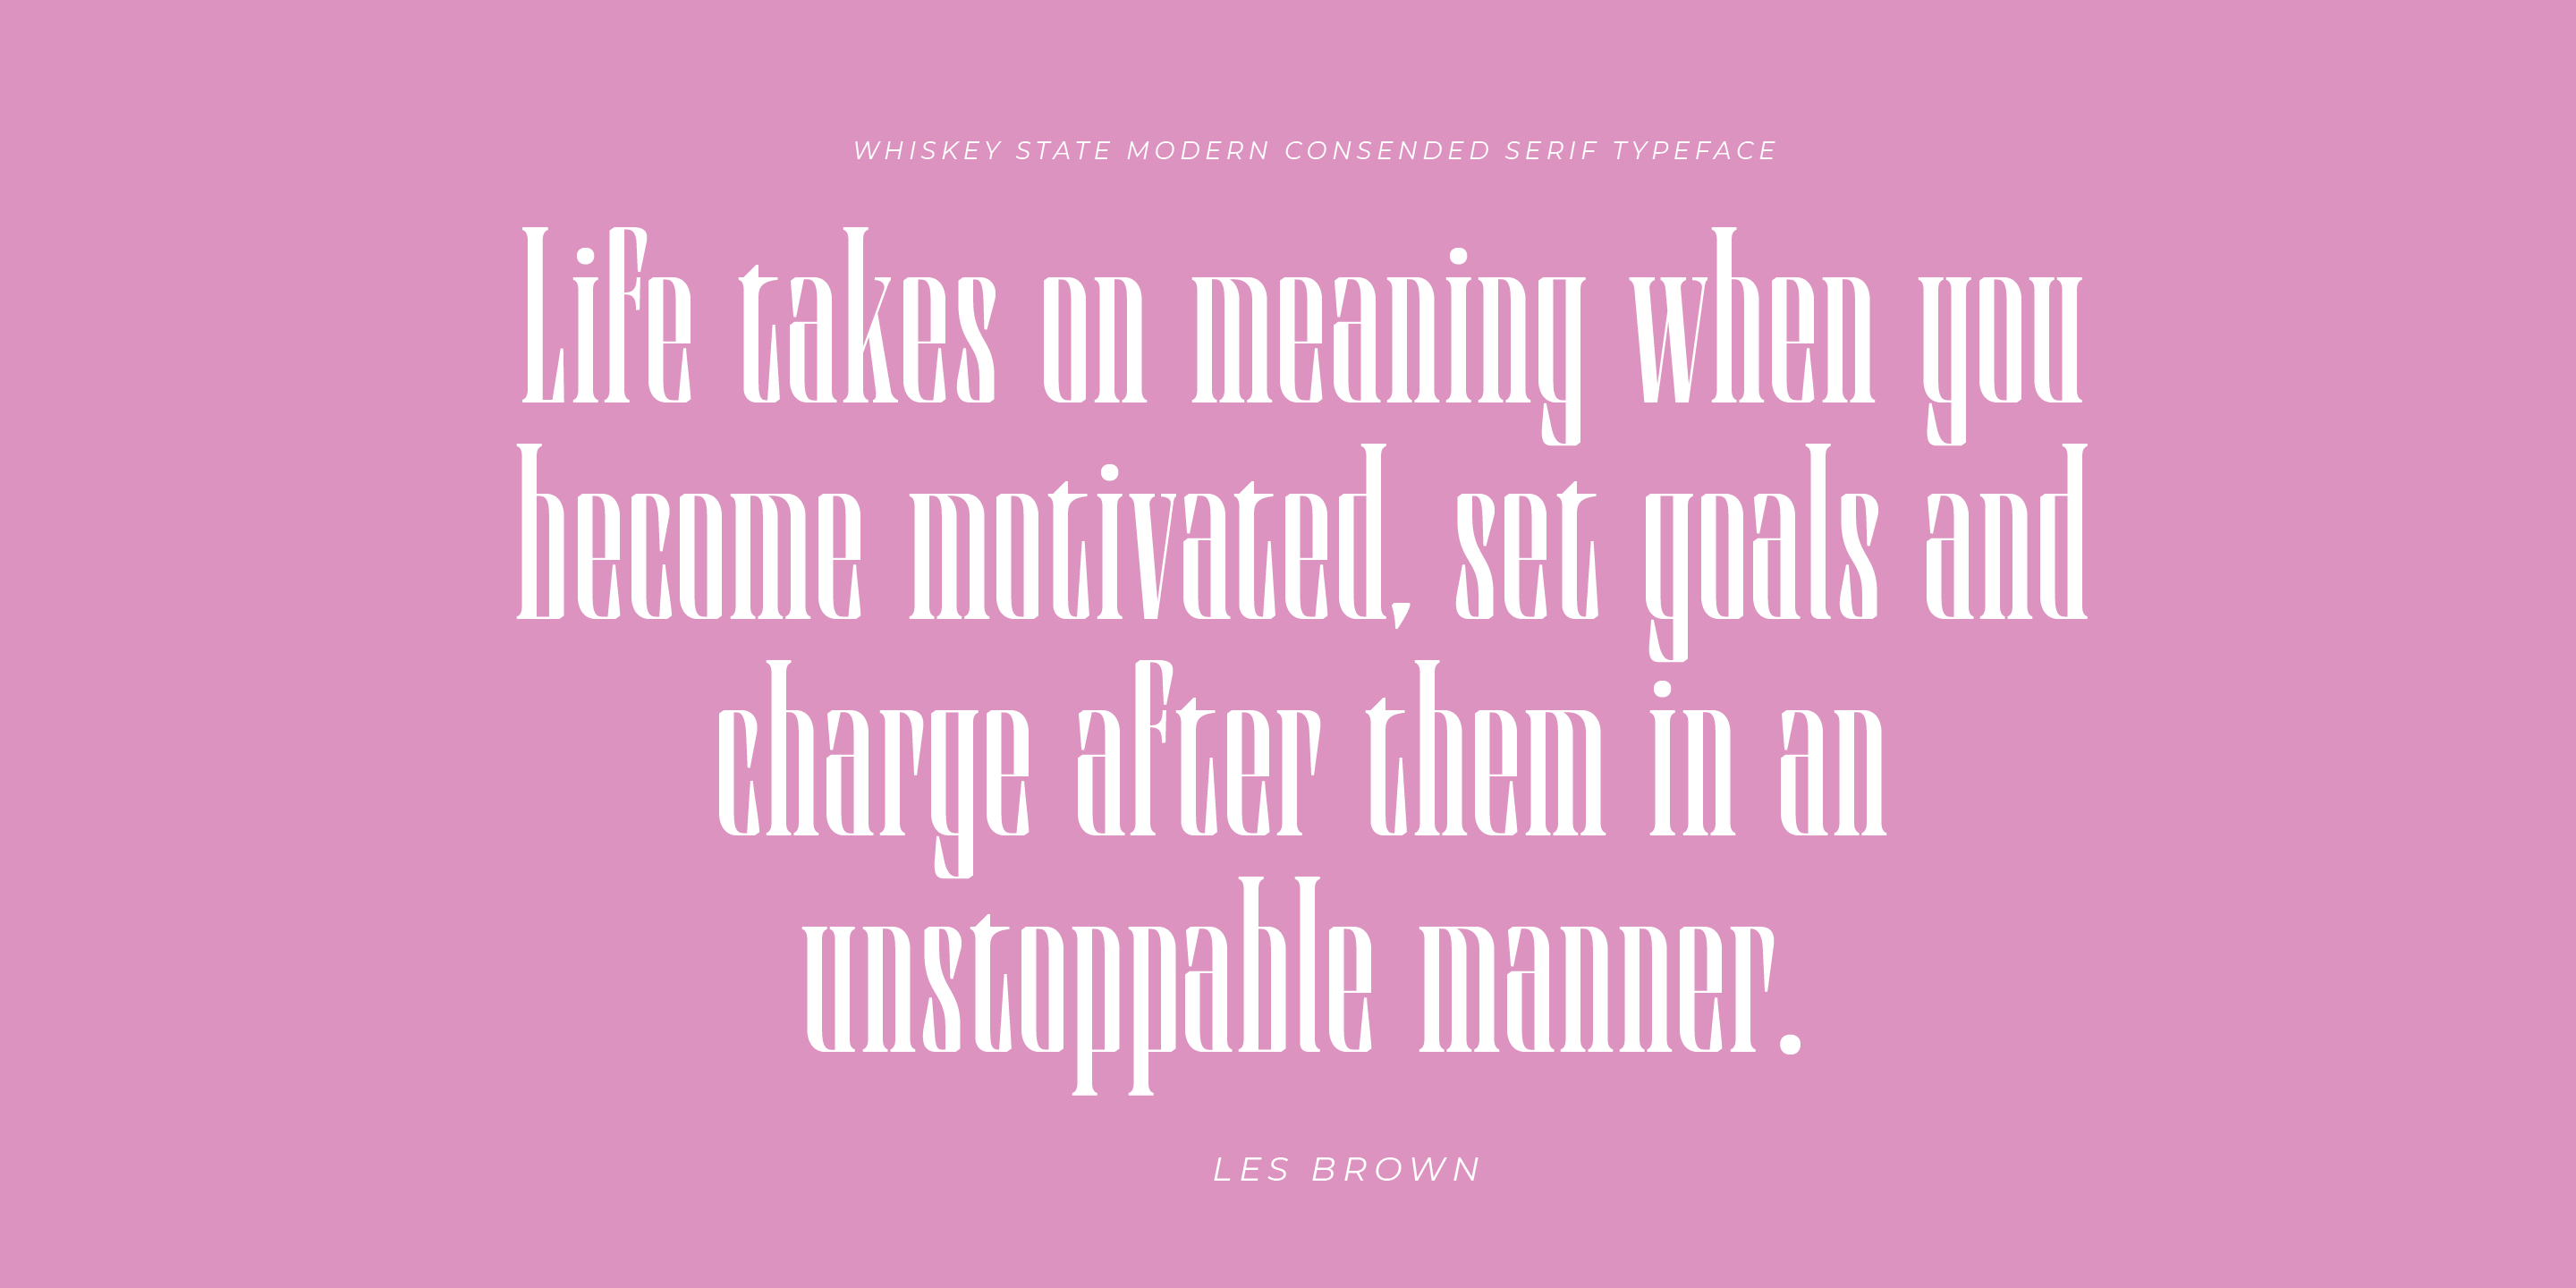 WHISKEY STATE MODERN CONSENDED SERIF TYPEFACE
Life takes on meaning when you
become motivated, set goals and
charge after them in an
unstoppable manner.
LES BROWN